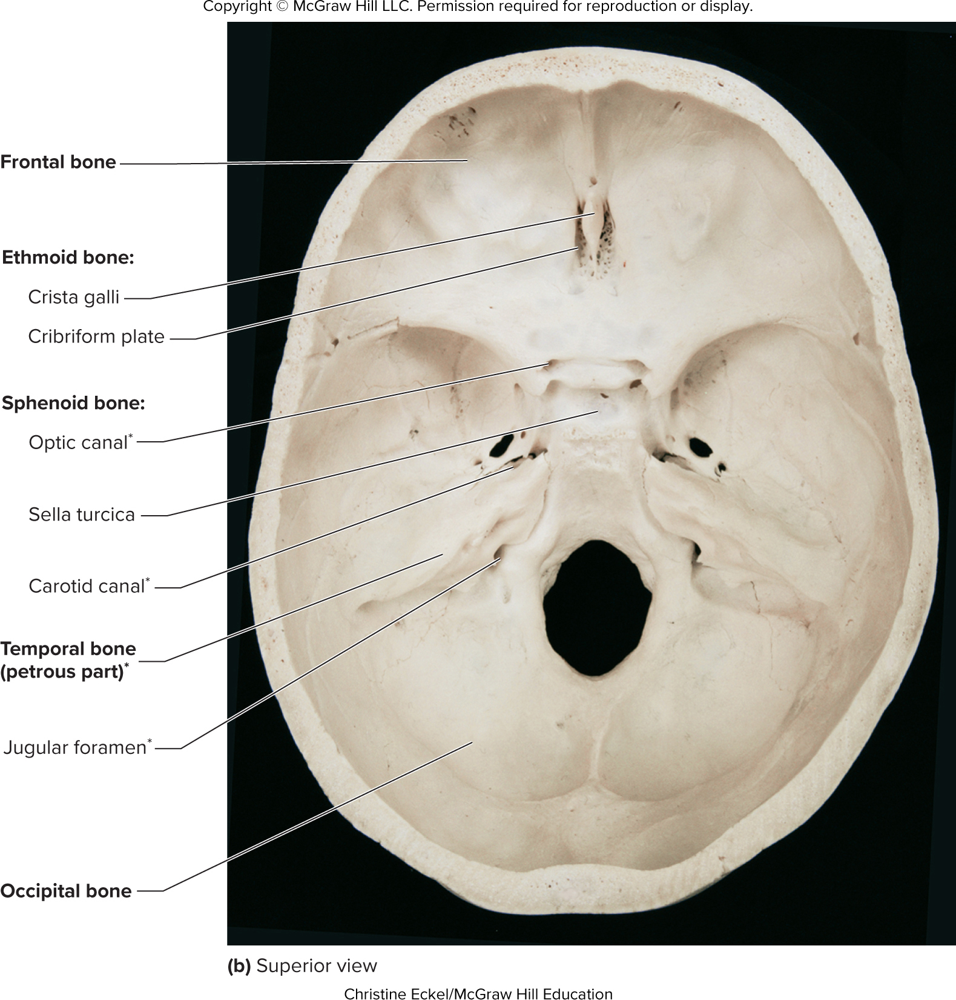 Copyright © McGraw Hill LLC. Permission required for reproduction or display.
Frontal bone
Ethmoid bone:
Crista galli
Cribriform plate
Sphenoid bone:
Optic canal*
Sella turcica
Carotid canal*
Temporal bone
(petrous part)*
Jugular foramen*
Occipital bone
(b) Superior view
Christine Eckel/McGraw Hill Education